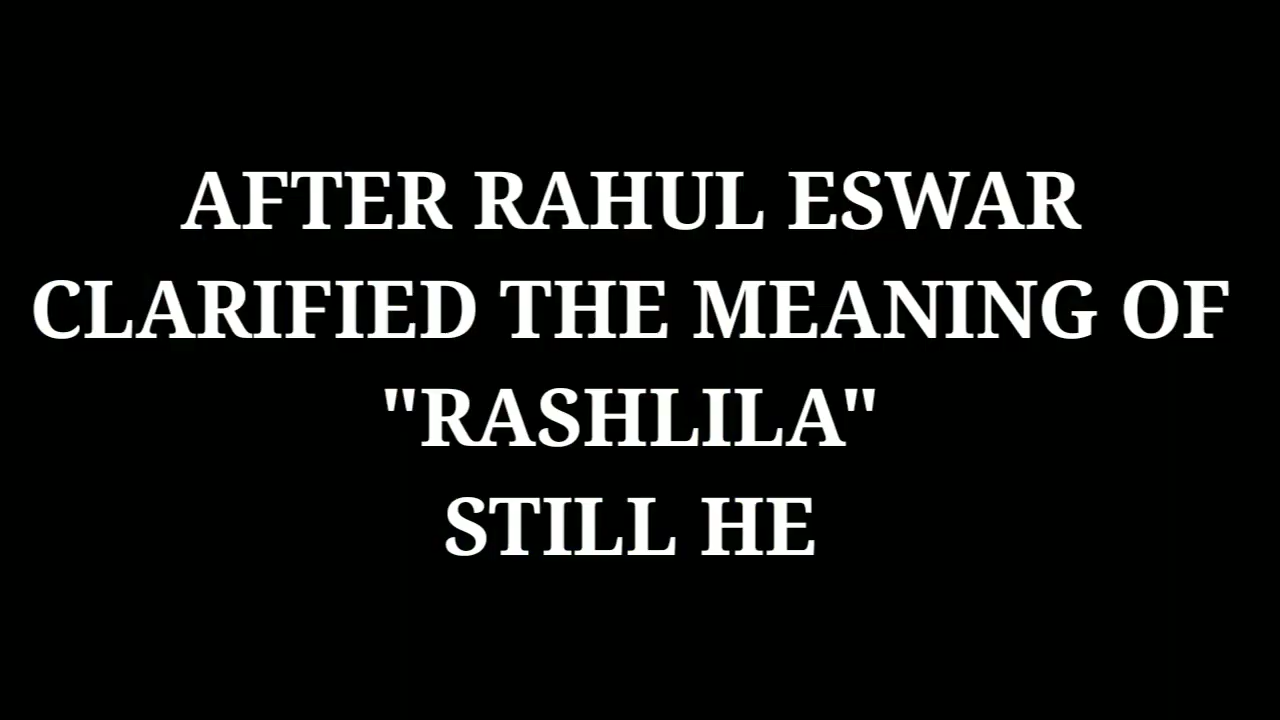 AFTER RAHUL ESWAR
CLARIFIED THE MEANING OF
"RASHLILA"
STILL HE